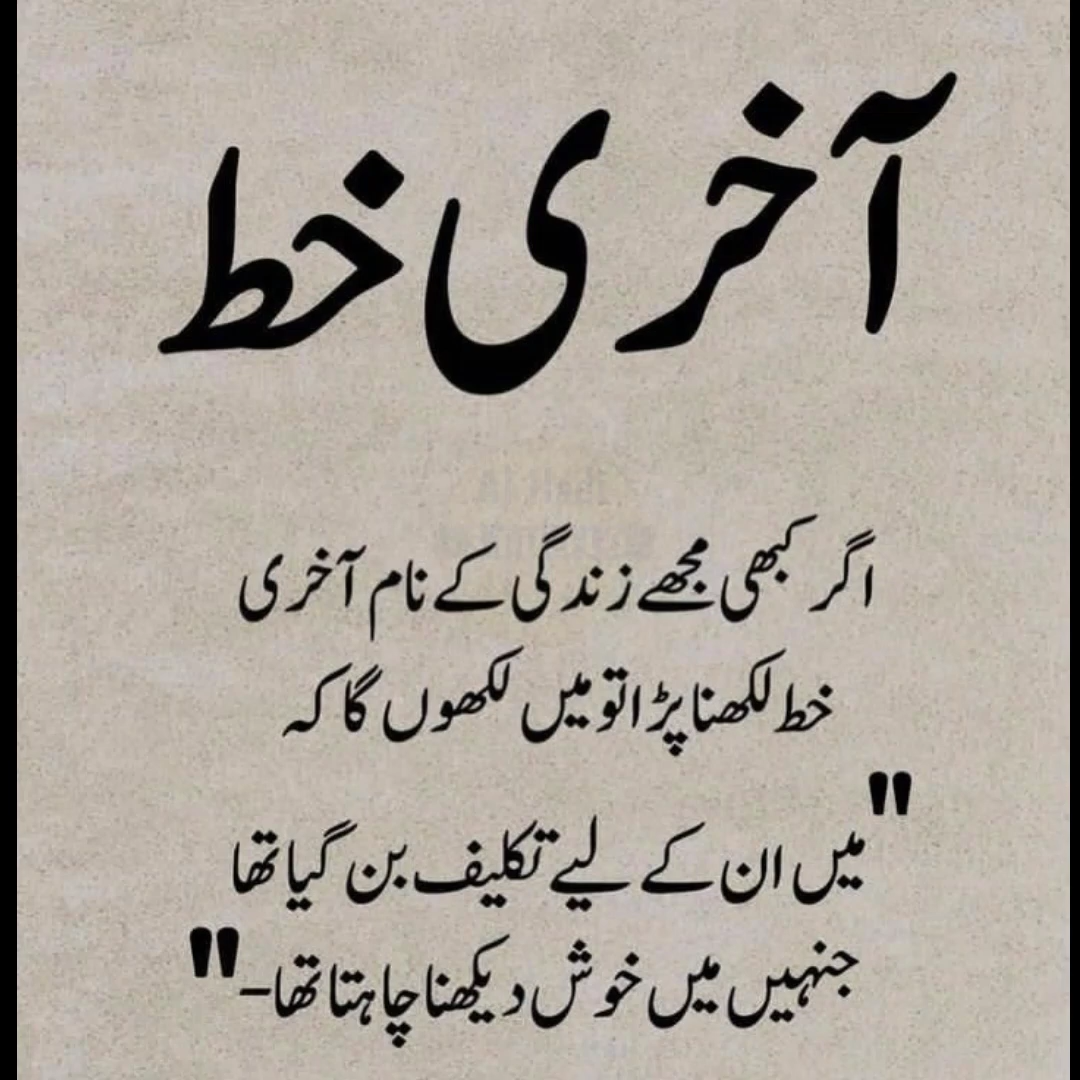 آخری خط
اگر کبھی مجھے زندگی کے نام آخری
خط لکھنا پڑا تو میں لکھوں گا کہ
"میں ان کے لیے تکلیف بن گیا تھا
جنہیں میں خوش دیکھنا چاہتا تھا-"